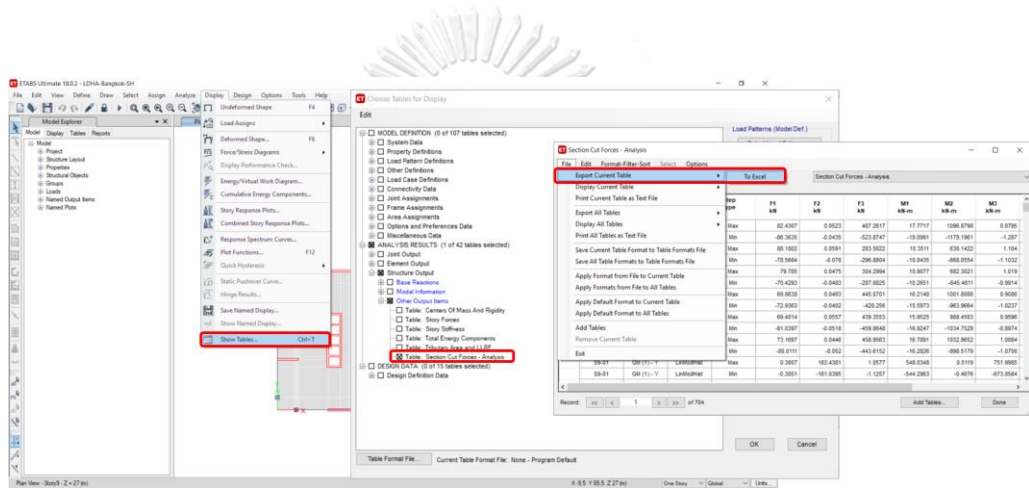 ETABS Ultimate 18.0.2 - LDHA-Bangkok-SH
File Edit View Define Draw Select Assign Analyze Display Design Options Tools Help
Model Explorer
Model Display Tables Reports
Model
Project
Structure Layout
Properties
Structural Objects
Groups
Loads
Named Output Items
Named Plots
Undeformed Shape F4
Load Assigns
Deformed Shape... F6
Force/Stress Diagrams
Display Performance Check...
Energy/Virtual Work Diagram...
Cumulative Energy Components...
Story Response Plots...
Combined Story Response Plots...
Response Spectrum Curves...
Plot Functions... F12
Quick Hysteresis
Static Pushover Curve...
Hinge Results...
Save Named Display...
Show Named Display...
Show Tables... Ctrl+T
Choose Tables for Display
Edit
MODEL DEFINITION (0 of 107 tables selected)
System Data
Property Definitions
Load Pattern Definitions
Other Definitions
Load Case Definitions
Connectivity Data
Joint Assignments
Frame Assignments
Area Assignments
Options and Preferences Data
Miscellaneous Data
ANALYSIS RESULTS (1 of 42 tables selected)
Joint Output
Element Output
Structure Output
Base Reactions
Modal Information
Other Output Items
Table: Centers Of Mass And Rigidity
Table: Story Forces
Table: Story Stiffness
Table: Total Energy Components
Table: Tributary Area and LLRF
Table: Section Cut Forces - Analysis
DESIGN DATA (0 of 15 tables selected)
Design Definition Data
Load Patterns (Model Def.)
Section Cut Forces - Analysis
File Edit Format-Filter-Sort Select Options
Export Current Table To Excel
Section Cut Forces - Analysis
Display Current Table
Print Current Table as Text File
Export All Tables
Display All Tables
Print All Tables as Text File
Save Current Table Format to Table Formats File
Save All Table Formats to Table Formats File
Apply Format from File to Current Table
Apply Formats from File to All Tables
Apply Default Format to Current Table
Apply Default Format to All Tables
Add Tables
Remove Current Table
Exit
F1 F2 F3 M1 M2 M3
kN kN kN kN-m kN-m kN-m
Record: << < 1 > >> of 704
Add Tables... Done
OK Cancel
Table Format File... Current Table Format File: None - Program Default
Plan View - Story9 - Z = 27 (m)
One Story Global Units...